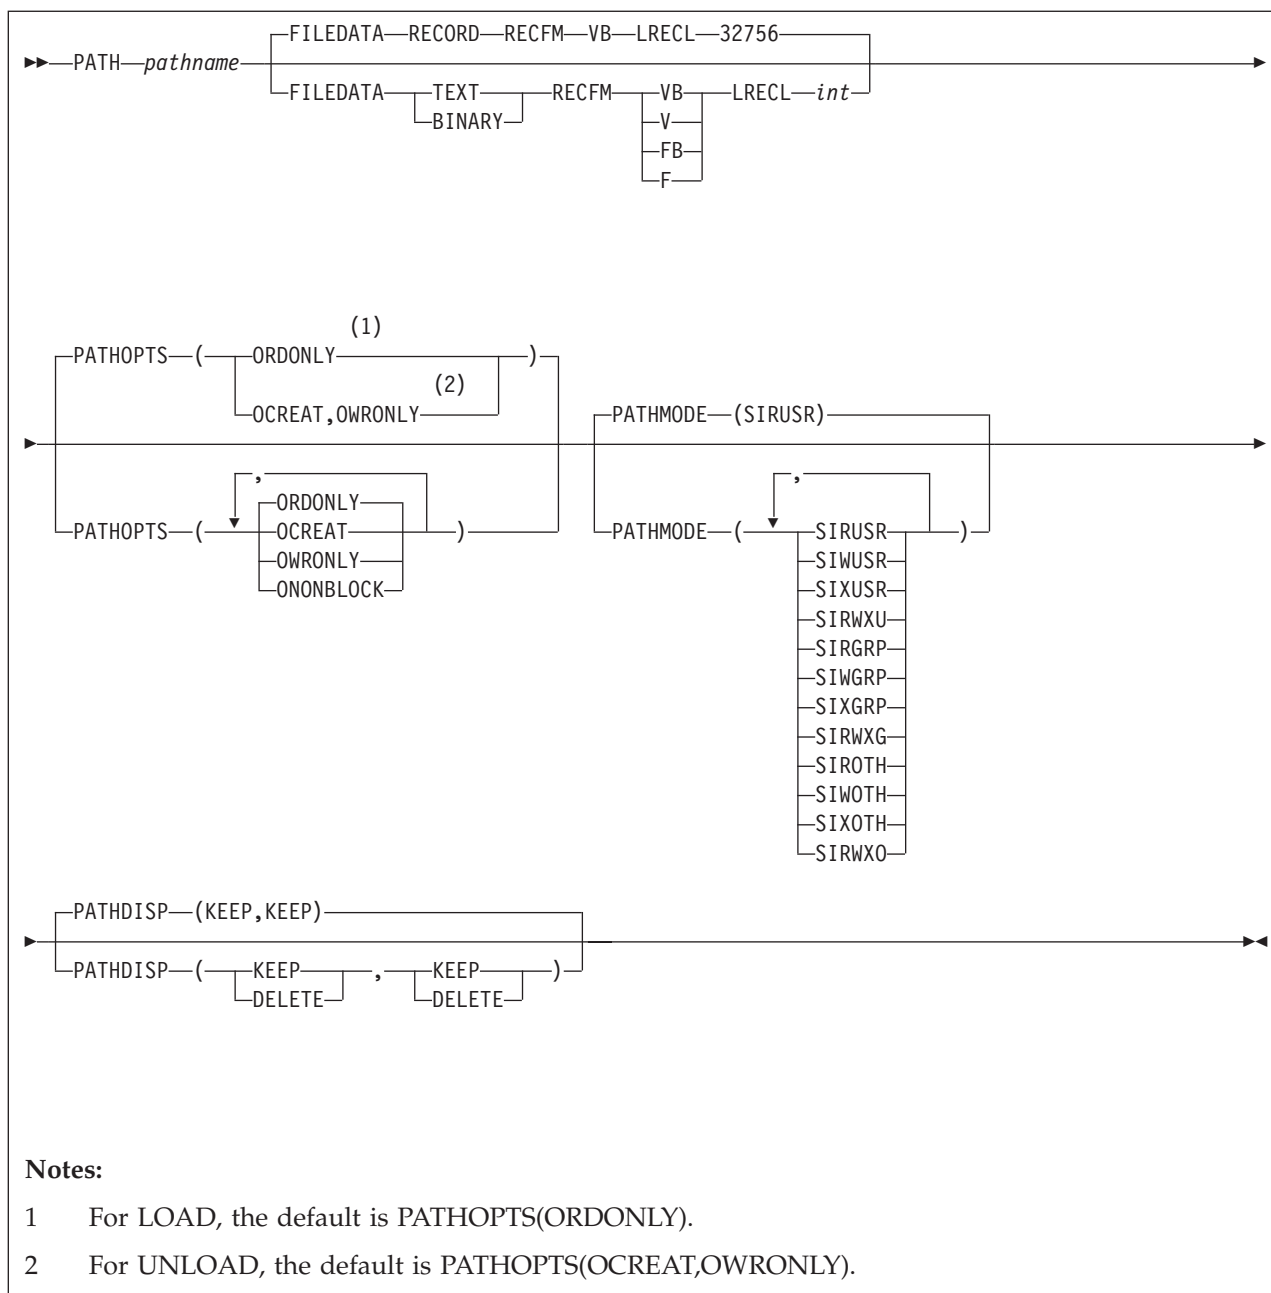 FILEDATA RECORD RECFM VB LRECL 32756
PATH pathname
FILEDATA TEXT RECFM VB LRECL int
BINARY V
FB
F
(1)
PATHOPTS ( ORDONLY )
(2)
OCREAT,OWRONLY
PATHMODE (SIRUSR)
, ,
ORDONLY
PATHOPTS ( OCREAT ) PATHMODE ( SIRUSR )
OWRONLY SIWUSR
ONONBLOCK SIXUSR
SIRWXU
SIRGRP
SIWGRP
SIXGRP
SIRWXG
SIROTH
SIWOTH
SIXOTH
SIRWXO
PATHDISP (KEEP,KEEP)
PATHDISP ( KEEP , KEEP )
DELETE DELETE
Notes:
1 For LOAD, the default is PATHOPTS(ORDONLY).
2 For UNLOAD, the default is PATHOPTS(OCREAT,OWRONLY).